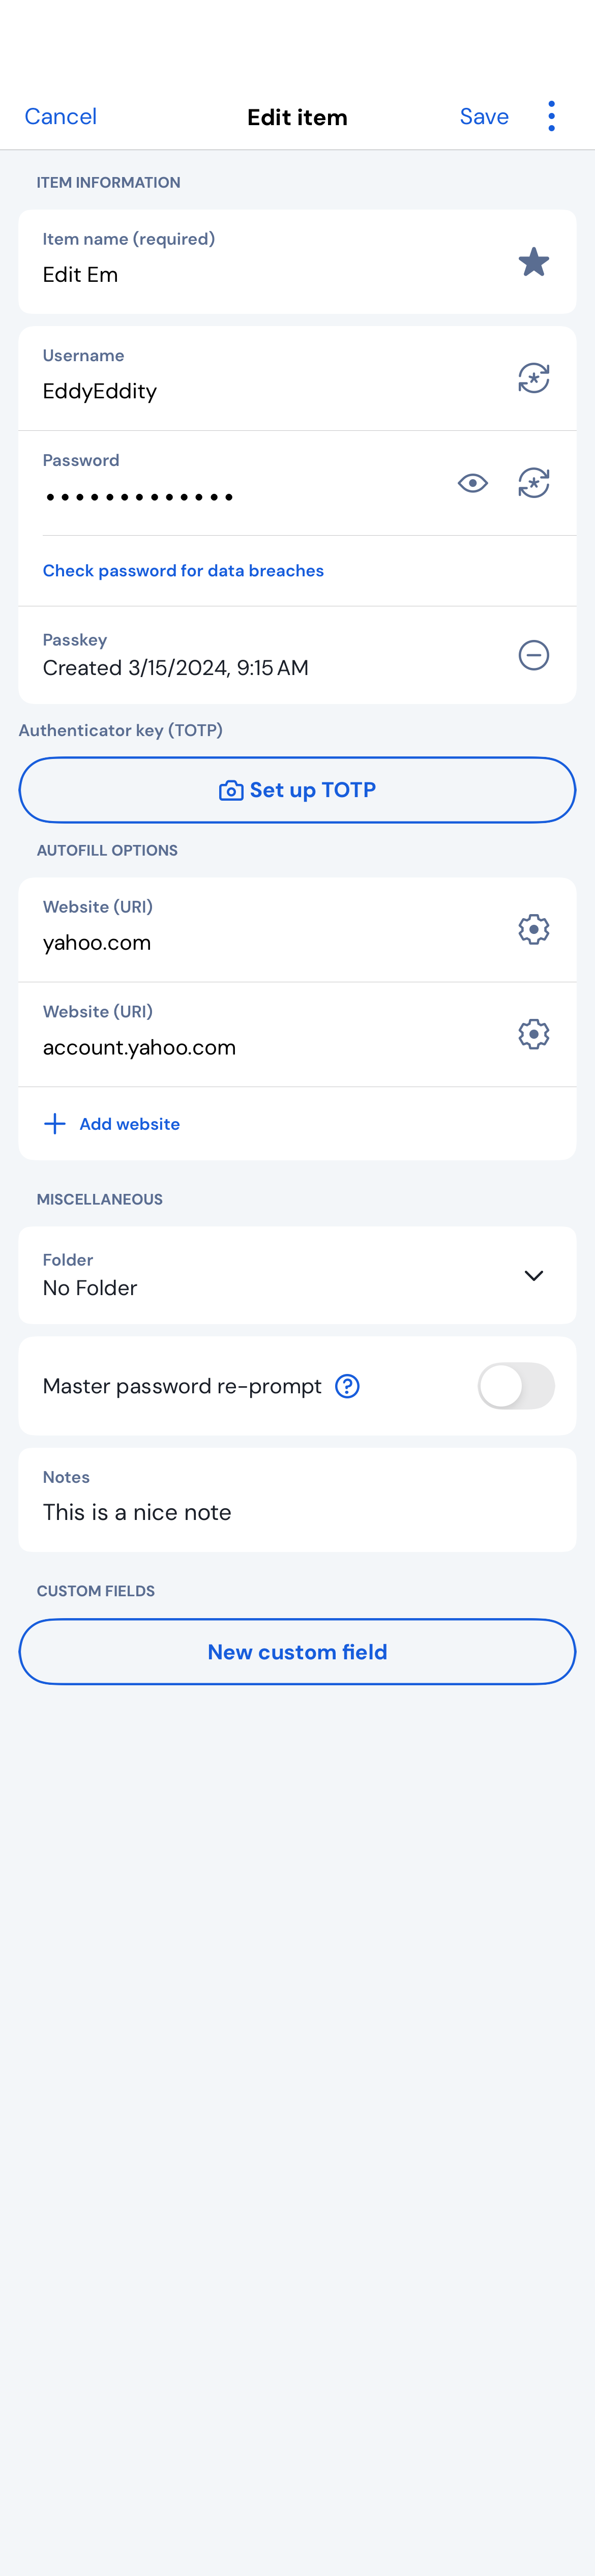 Cancel
Edit item
Save
ITEM INFORMATION
Item name (required)
Edit Em
Username
EddyEddity
Password
•••••••••••••
Check password for data breaches
Passkey
Created 3/15/2024, 9:15 AM
Authenticator key (TOTP)
Set up TOTP
AUTOFILL OPTIONS
Website (URI)
yahoo.com
Website (URI)
account.yahoo.com
Add website
MISCELLANEOUS
Folder
No Folder
Master password re-prompt
Notes
This is a nice note
CUSTOM FIELDS
New custom field